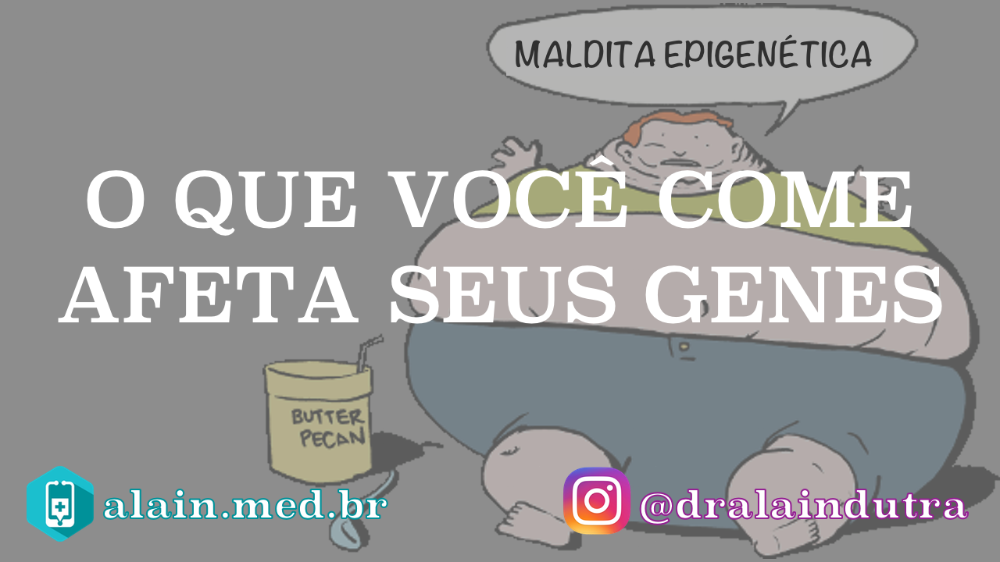 MALDITA EPIGENÉTICA
O QUE VOCÊ COME
AFETA SEUS GENES
BUTTER
PECAN
alain.med.br
@dralaindutra